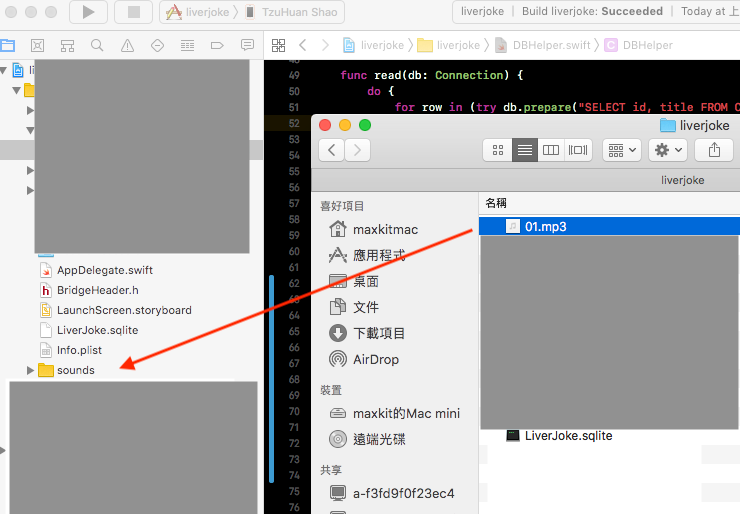 liverjoke
TzuHuan Shao
liverjoke | Build liverjoke: Succeeded | Today at 上
liverjoke
liverjoke
DBHelper.swift
C DBHelper
49 func read(db: Connection) {
50 do {
51 for row in (try db.prepare("SELECT id, title FROM C
52
53
54
55
56
57
58
59
60
61
62
63
64
65
66
67
68
69
70
71
72
73
74
75
76
AppDelegate.swift
h BridgeHeader.h
LaunchScreen.storyboard
LiverJoke.sqlite
Info.plist
sounds
liverjoke
liverjoke
喜好項目
maxkitmac
應用程式
桌面
文件
下載項目
AirDrop
裝置
maxkit的Mac mini
遠端光碟
共享
a-f3fd9f0f23ec4
名稱
01.mp3
LiverJoke.sqlite